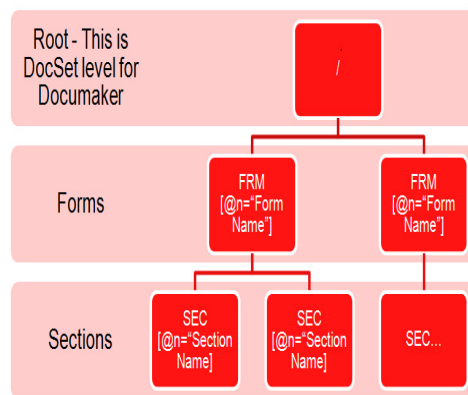 Root - This is
DocSet level for
Documaker
/
Forms
FRM
[@n="Form
Name"]
FRM
[@n="Form
Name"]
Sections
SEC
[@n="Section
Name]
SEC
[@n="Section
Name]
SEC...